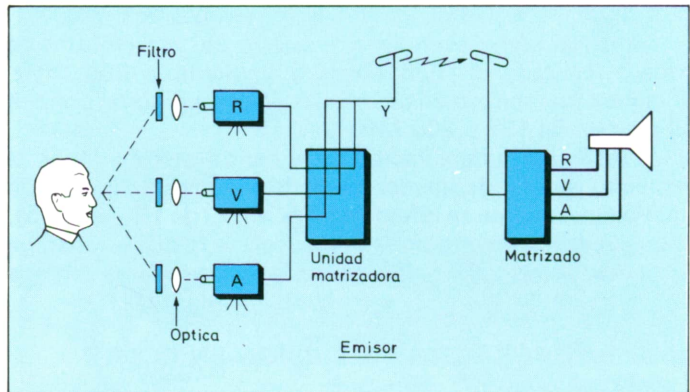 Filtro
R
Y
R
V
V
A
A
Unidad
matrizadora
Matrizado
Optica
Emisor